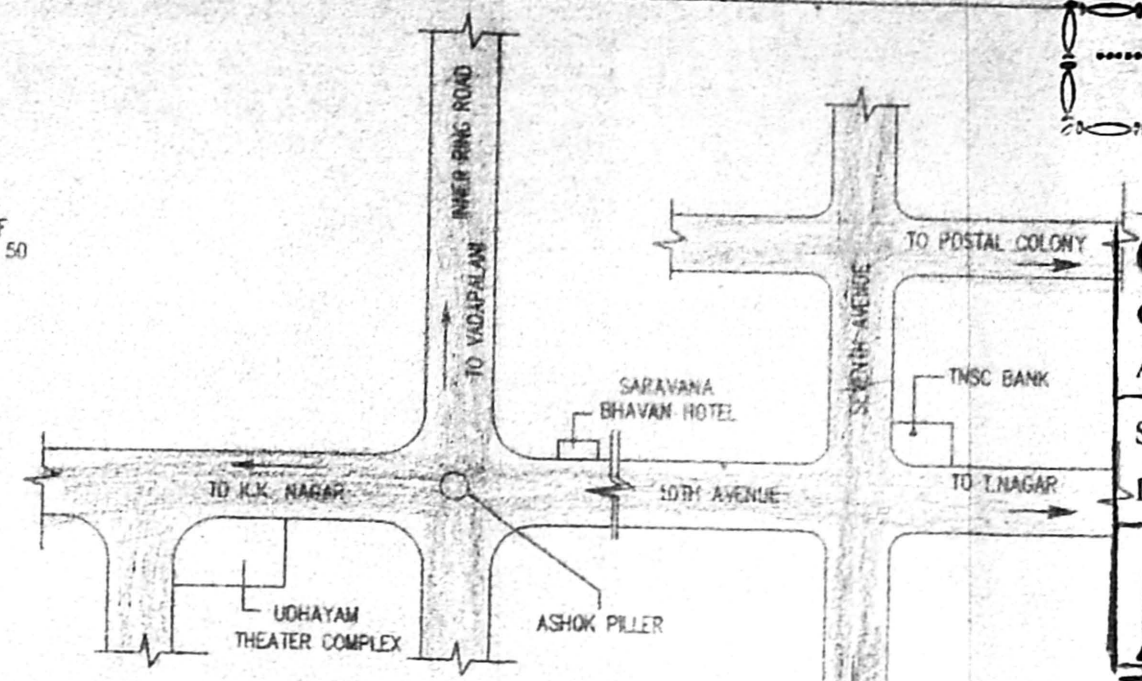 INNER RING ROAD
TO VADAPALANI
50
TO POSTAL COLONY
SEVENTH AVENUE
TNSC BANK
SARAVANA
BHAVAN HOTEL
TO K.K. NAGAR
10TH AVENUE
TO T.NAGAR
UDHAYAM
THEATER COMPLEX
ASHOK PILLER